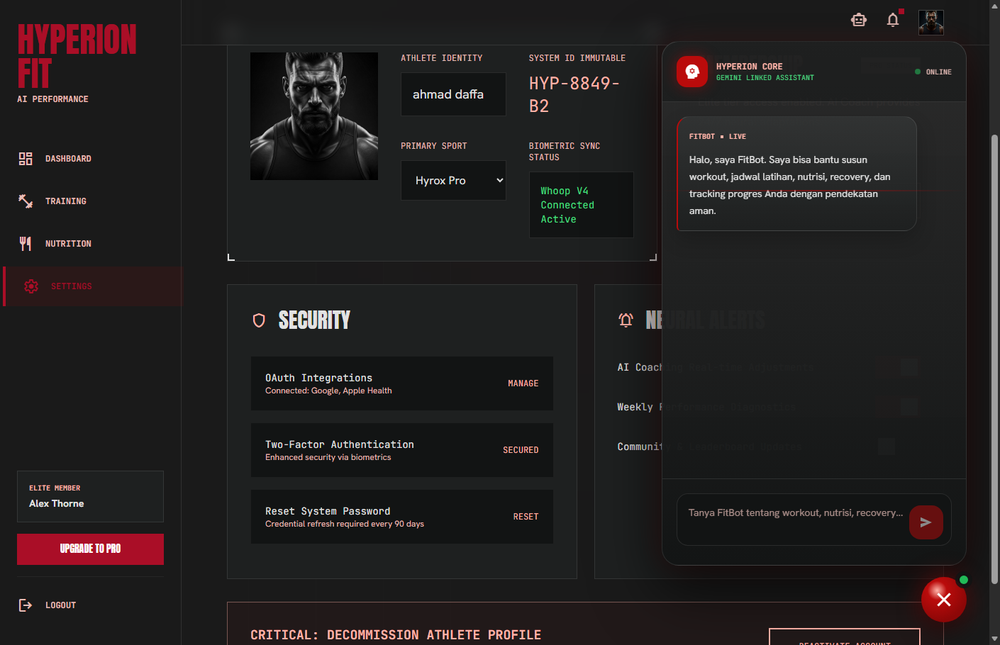 HYPERION
FIT
AI PERFORMANCE
DASHBOARD
TRAINING
NUTRITION
SETTINGS
ELITE MEMBER
Alex Thorne
UPGRADE TO PRO
LOGOUT
ATHLETE IDENTITY
ahmad daffa
SYSTEM ID IMMUTABLE
HYP-8849-
B2
PRIMARY SPORT
Hyrox Pro
BIOMETRIC SYNC
STATUS
Whoop V4
Connected
Active
SECURITY
OAuth Integrations
Connected: Google, Apple Health
MANAGE
Two-Factor Authentication
Enhanced security via biometrics
SECURED
Reset System Password
Credential refresh required every 90 days
RESET
NEURAL ALERTS
AI Coaching Real-time Adjustments
Weekly Performance Diagnostics
Community & Leaderboard Updates
CRITICAL: DECOMMISSION ATHLETE PROFILE
DEACTIVATE ACCOUNT
HYPERION CORE
GEMINI LINKED ASSISTANT
ONLINE
FITBOT ▪ LIVE
Halo, saya FitBot. Saya bisa bantu susun
workout, jadwal latihan, nutrisi, recovery, dan
tracking progres Anda dengan pendekatan
aman.
Tanya FitBot tentang workout, nutrisi, recovery...